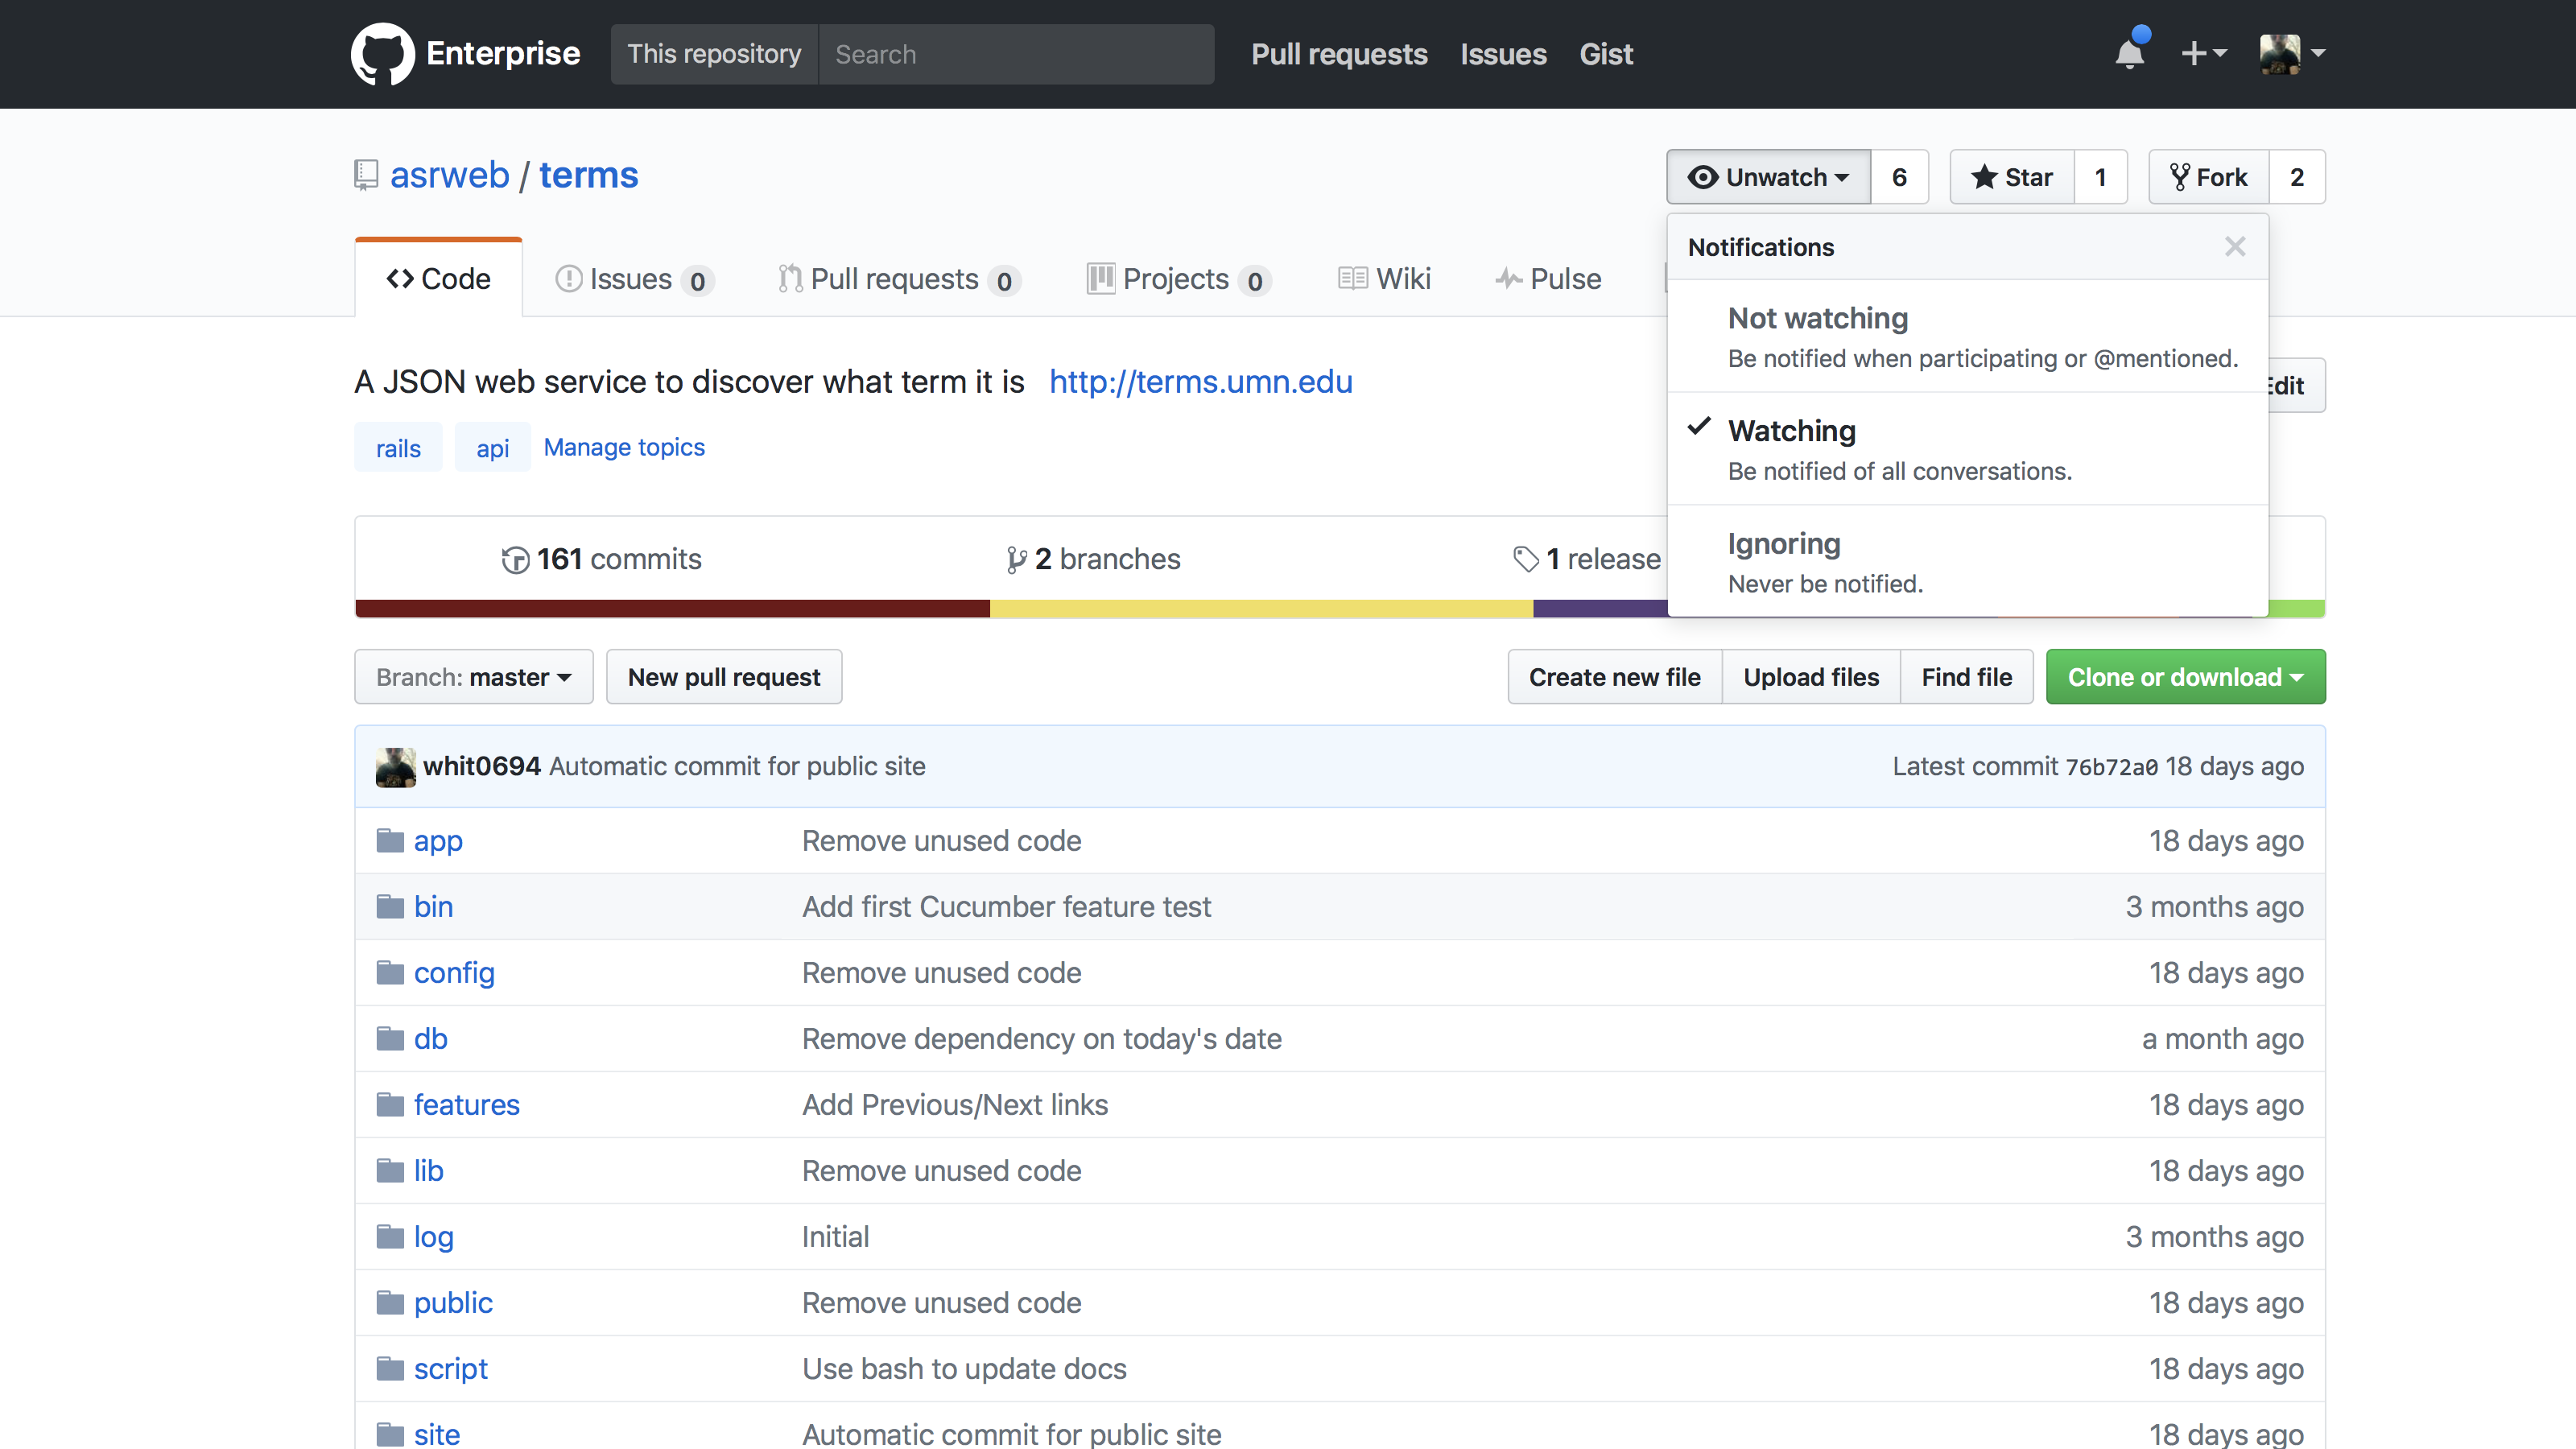 Enterprise This repository Search Pull requests Issues Gist
asrweb / terms
Unwatch 6 Star 1 Fork 2
Code Issues 0 Pull requests 0 Projects 0 Wiki Pulse
Notifications
Not watching
Be notified when participating or @mentioned.
Watching
Be notified of all conversations.
Ignoring
Never be notified.
A JSON web service to discover what term it is http://terms.umn.edu
Edit
rails api Manage topics
161 commits 2 branches 1 release
Branch: master New pull request Create new file Upload files Find file Clone or download
whit0694 Automatic commit for public site Latest commit 76b72a0 18 days ago
app Remove unused code 18 days ago
bin Add first Cucumber feature test 3 months ago
config Remove unused code 18 days ago
db Remove dependency on today's date a month ago
features Add Previous/Next links 18 days ago
lib Remove unused code 18 days ago
log Initial 3 months ago
public Remove unused code 18 days ago
script Use bash to update docs 18 days ago
site Automatic commit for public site 18 days ago